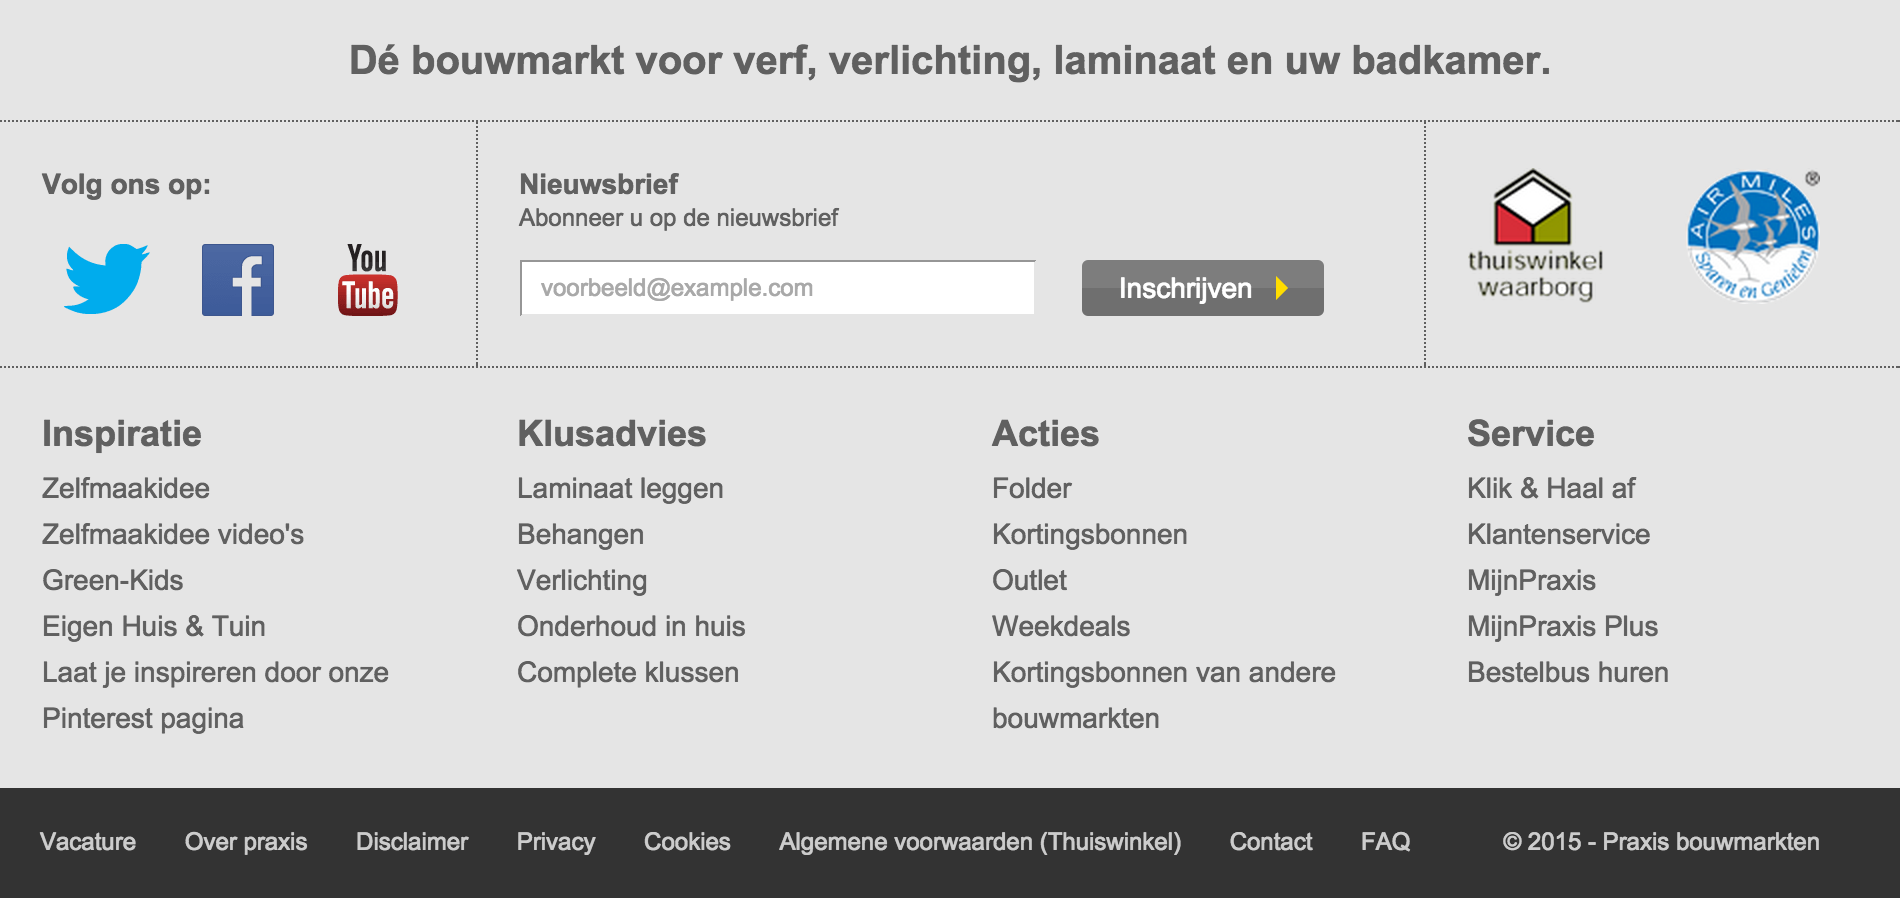 Dé bouwmarkt voor verf, verlichting, laminaat en uw badkamer.
Volg ons op:
You
Tube
Nieuwsbrief
Abonneer u op de nieuwsbrief
voorbeeld@example.com
Inschrijven
thuiswinkel
waarborg
AIR MILES ®
Sparen en Genieten
Inspiratie
Zelfmaakidee
Zelfmaakidee video's
Green-Kids
Eigen Huis & Tuin
Laat je inspireren door onze
Pinterest pagina
Klusadvies
Laminaat leggen
Behangen
Verlichting
Onderhoud in huis
Complete klussen
Acties
Folder
Kortingsbonnen
Outlet
Weekdeals
Kortingsbonnen van andere
bouwmarkten
Service
Klik & Haal af
Klantenservice
MijnPraxis
MijnPraxis Plus
Bestelbus huren
Vacature Over praxis Disclaimer Privacy Cookies Algemene voorwaarden (Thuiswinkel) Contact FAQ © 2015 - Praxis bouwmarkten